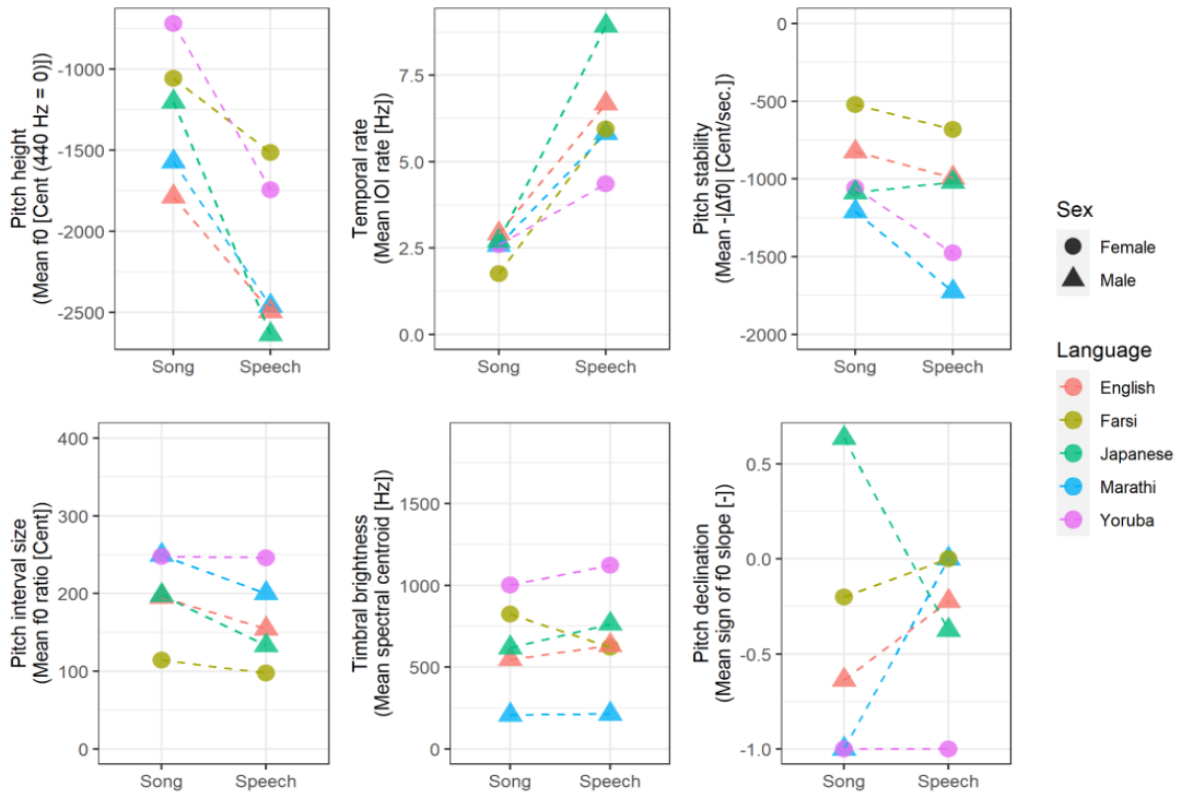 Pitch height
(Mean f0 [Cent (440 Hz = 0)])
-1000
-1500
-2000
-2500
Song Speech
Temporal rate
(Mean IOI rate [Hz])
7.5
5.0
2.5
0.0
Song Speech
Pitch stability
(Mean -|Δf0| [Cent/sec.])
0
-500
-1000
-1500
-2000
Song Speech
Sex
Female
Male
Language
English
Farsi
Japanese
Marathi
Yoruba
Pitch interval size
(Mean f0 ratio [Cent])
400
300
200
100
0
Song Speech
Timbral brightness
(Mean spectral centroid [Hz])
1500
1000
500
0
Song Speech
Pitch declination
(Mean sign of f0 slope [-])
0.5
0.0
-0.5
-1.0
Song Speech